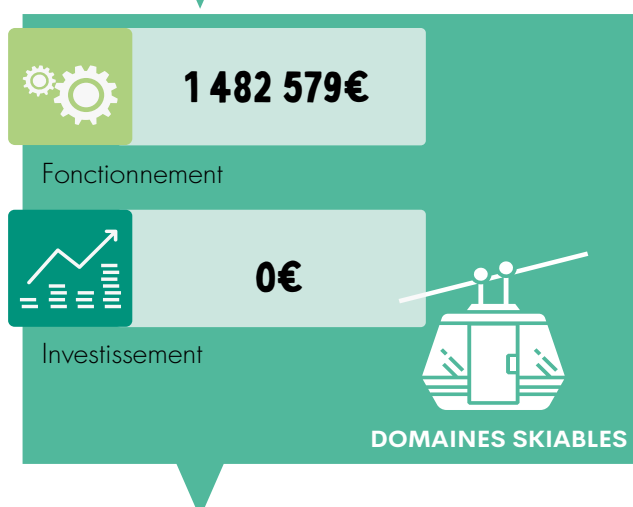 1 482 579€
Fonctionnement
0€
Investissement
DOMAINES SKIABLES